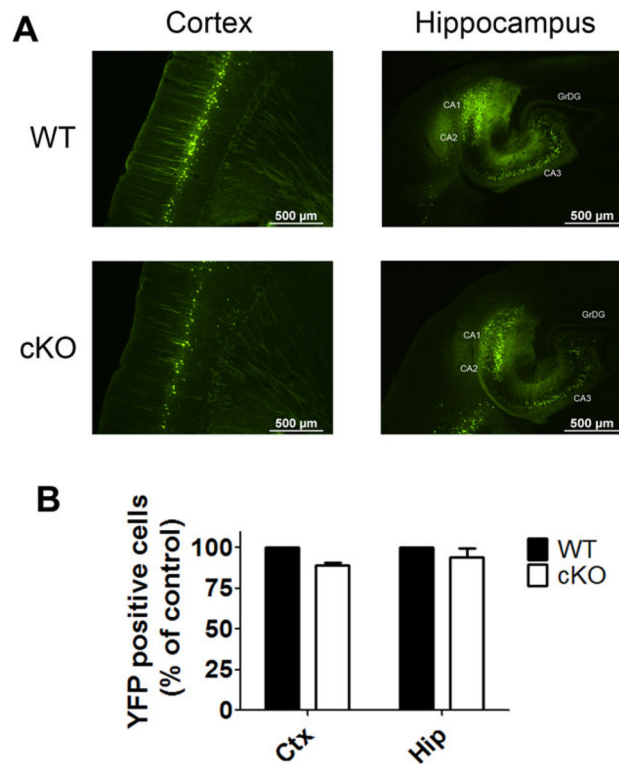 A
Cortex
Hippocampus
WT
500 µm
CA1
CA2
CA3
GrDG
500 µm
cKO
500 µm
CA1
CA2
CA3
GrDG
500 µm
B
YFP positive cells
(% of control)
100
75
50
25
0
Ctx
Hip
WT
cKO